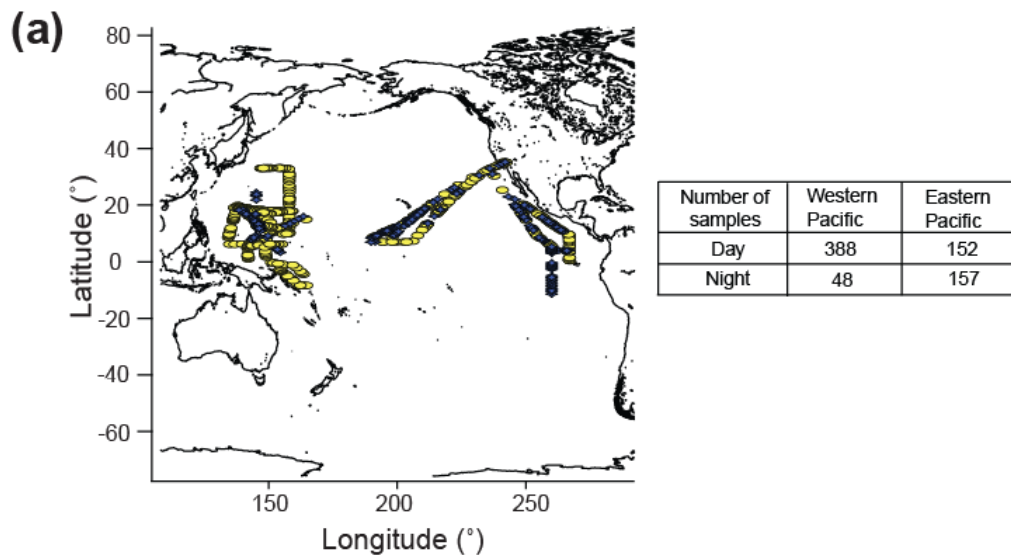 (a)
80
60
40
20
0
-20
-40
-60
Latitude (°)
150
200
250
Longitude (°)
Number of samples
Western Pacific
Eastern Pacific
Day
388
152
Night
48
157